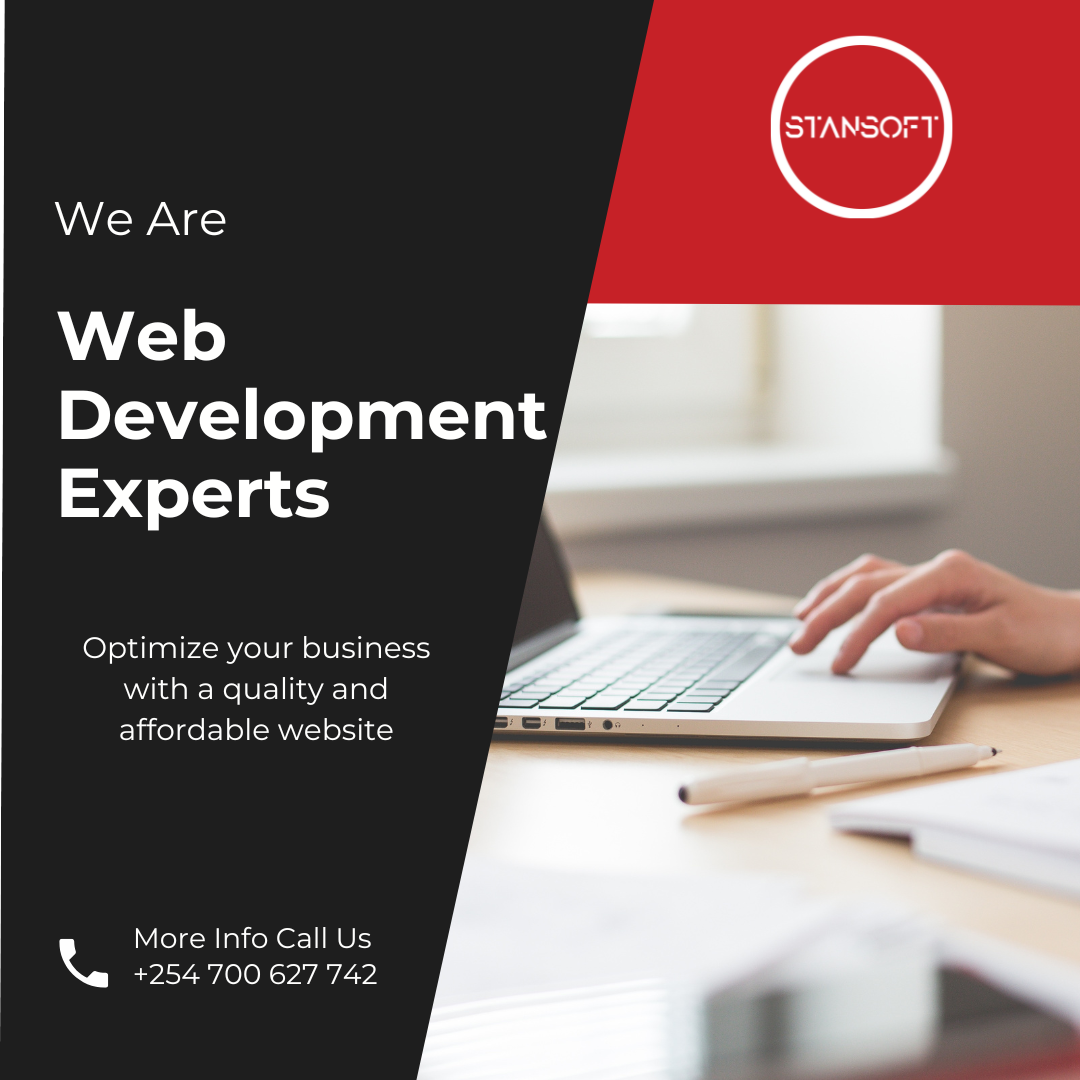 STANSOFT
We Are
Web
Development
Experts
Optimize your business
with a quality and
affordable website
More Info Call Us
+254 700 627 742